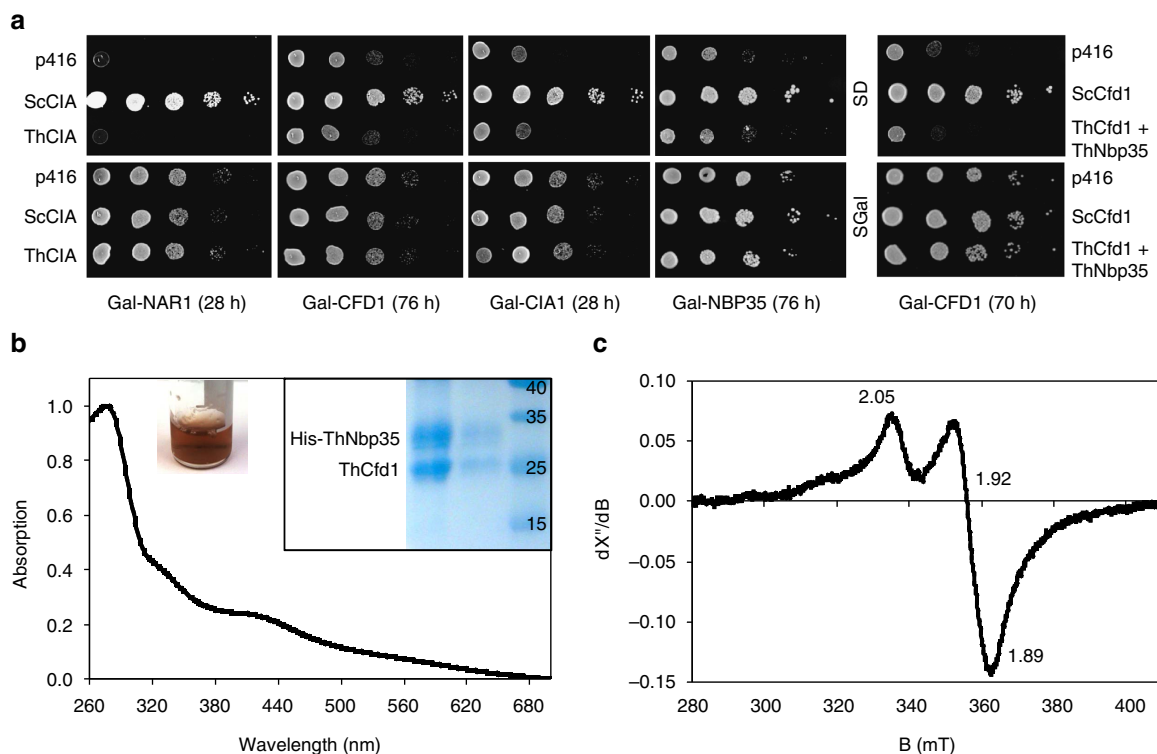 a
p416
ScCIA
ThCIA
p416
ScCIA
ThCIA
SD
SGal
p416
ScCfd1
ThCfd1 +
ThNbp35
p416
ScCfd1
ThCfd1 +
ThNbp35
Gal-NAR1 (28 h)
Gal-CFD1 (76 h)
Gal-CIA1 (28 h)
Gal-NBP35 (76 h)
Gal-CFD1 (70 h)
b
Absorption
1.0
0.8
0.6
0.4
0.2
0.0
His-ThNbp35
ThCfd1
40
35
25
15
260 320 380 440 500 560 620 680
Wavelength (nm)
c
dX"/dB
0.10
0.05
0.00
–0.05
–0.10
–0.15
2.05
1.92
1.89
280 300 320 340 360 380 400
B (mT)